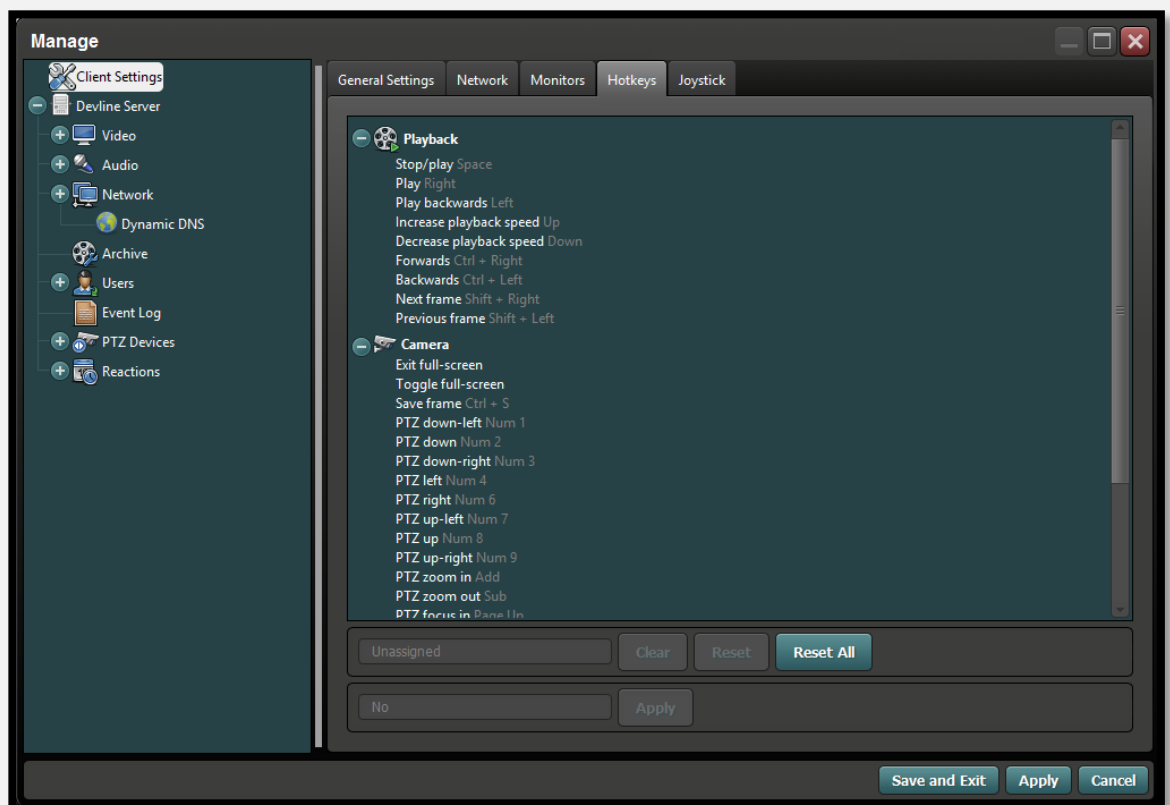 Manage
Client Settings
Devline Server
Video
Audio
Network
Dynamic DNS
Archive
Users
Event Log
PTZ Devices
Reactions
General Settings Network Monitors Hotkeys Joystick
Playback
Stop/play Space
Play Right
Play backwards Left
Increase playback speed Up
Decrease playback speed Down
Forwards Ctrl + Right
Backwards Ctrl + Left
Next frame Shift + Right
Previous frame Shift + Left
Camera
Exit full-screen
Toggle full-screen
Save frame Ctrl + S
PTZ down-left Num 1
PTZ down Num 2
PTZ down-right Num 3
PTZ left Num 4
PTZ right Num 6
PTZ up-left Num 7
PTZ up Num 8
PTZ up-right Num 9
PTZ zoom in Add
PTZ zoom out Sub
PTZ focus in Page Up
Unassigned Clear Reset Reset All
No Apply
Save and Exit Apply Cancel